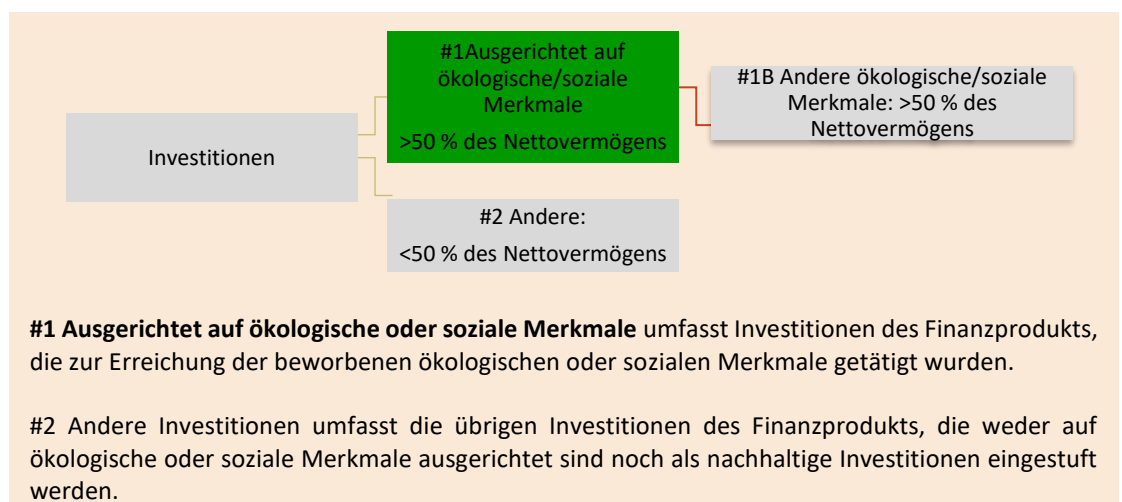 #1Ausgerichtet auf
ökologische/soziale
Merkmale
>50 % des Nettovermögens
#1B Andere ökologische/soziale
Merkmale: >50 % des
Nettovermögens
Investitionen
#2 Andere:
<50 % des Nettovermögens
#1 Ausgerichtet auf ökologische oder soziale Merkmale umfasst Investitionen des Finanzprodukts,
die zur Erreichung der beworbenen ökologischen oder sozialen Merkmale getätigt wurden.
#2 Andere Investitionen umfasst die übrigen Investitionen des Finanzprodukts, die weder auf
ökologische oder soziale Merkmale ausgerichtet sind noch als nachhaltige Investitionen eingestuft
werden.